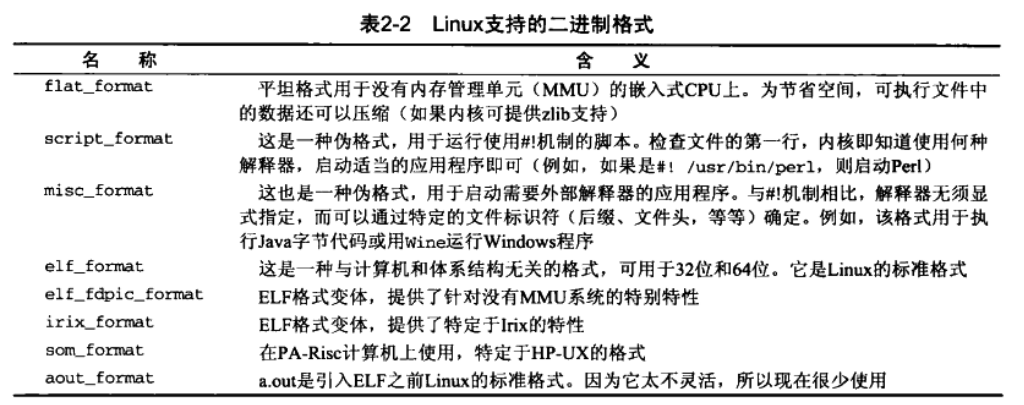 表2-2 Linux支持的二进制格式
名 称 含 义
flat_format 平坦格式用于没有内存管理单元（MMU）的嵌入式CPU上。为节省空间，可执行文件中
的数据还可以压缩（如果内核可提供zlib支持）
script_format 这是一种伪格式，用于运行使用#!机制的脚本。检查文件的第一行，内核即知道使用何种
解释器，启动适当的应用程序即可（例如，如果是#! /usr/bin/perl，则启动Perl）
misc_format 这也是一种伪格式，用于启动需要外部解释器的应用程序。与#!机制相比，解释器无须显
式指定，而可以通过特定的文件标识符（后缀、文件头，等等）确定。例如，该格式用于执
行Java字节代码或用Wine运行Windows程序
elf_format 这是一种与计算机和体系结构无关的格式，可用于32位和64位。它是Linux的标准格式
elf_fdpic_format ELF格式变体，提供了针对没有MMU系统的特别特性
irix_format ELF格式变体，提供了特定于Irix的特性
som_format 在PA-Risc计算机上使用，特定于HP-UX的格式
aout_format a.out是引入ELF之前Linux的标准格式。因为它太不灵活，所以现在很少使用